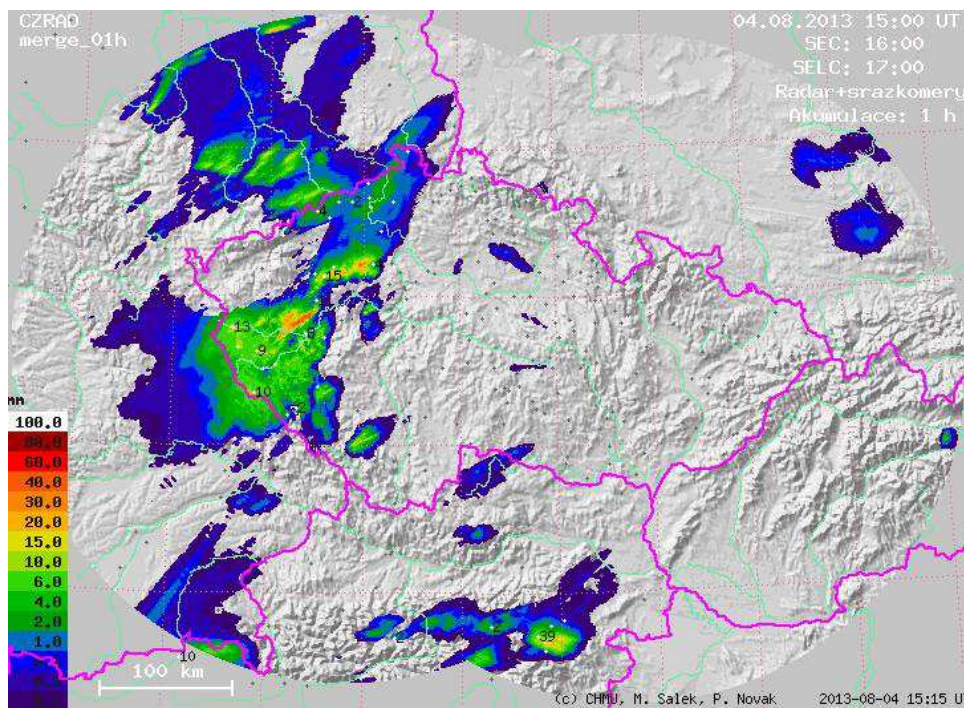 CZRAD
merge_01h
04.08.2013 15:00 UT
SEC: 16:00
SELC: 17:00
Radar+srazkomery
Akumulace: 1 h
4
2
15
13
8
9
10
mm
100.0
80.0
60.0
40.0
30.0
20.0
15.0
10.0
6.0
4.0
2.0
1.0
2
39
10
100 km
(c) CHMU, M. Salek, P. Novak
2013-08-04 15:15 U